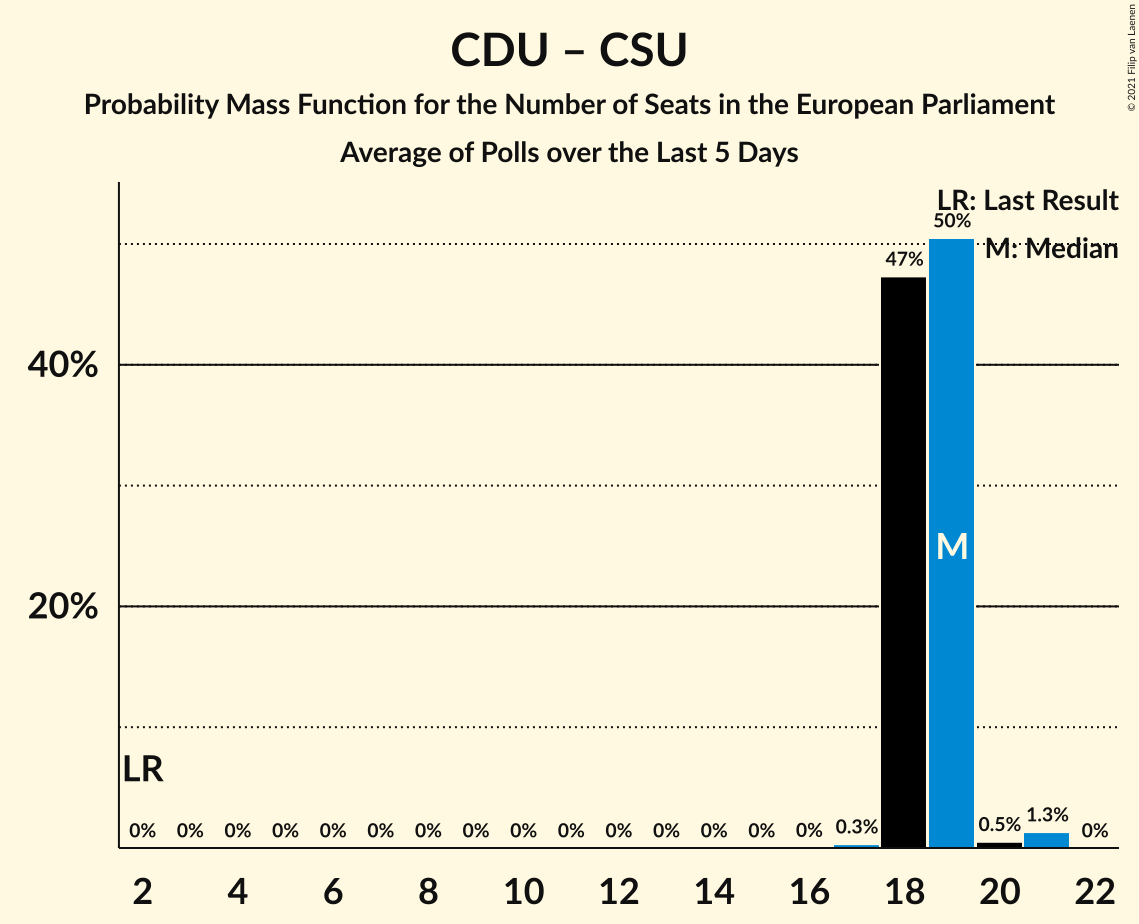 CDU – CSU
Probability Mass Function for the Number of Seats in the European Parliament
Average of Polls over the Last 5 Days
© 2021 Filip van Laenen
LR: Last Result
M: Median
50%
47%
40%
M
20%
LR
0% 0% 0% 0% 0% 0% 0% 0% 0% 0% 0% 0% 0% 0% 0% 0.3% 0.5% 1.3% 0%
2 4 6 8 10 12 14 16 18 20 22